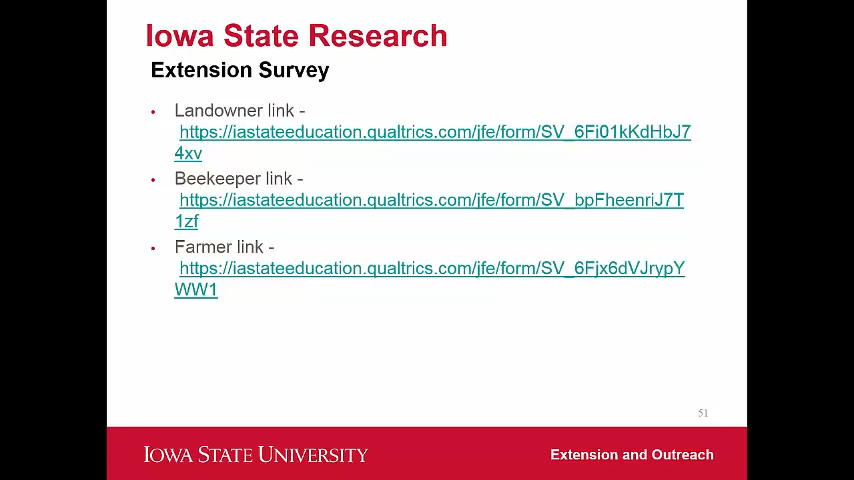 Iowa State Research
Extension Survey
• Landowner link -
https://iastateeducation.qualtrics.com/jfe/form/SV_6Fi01kKdHbJ7
4xv
• Beekeeper link -
https://iastateeducation.qualtrics.com/jfe/form/SV_bpFheenriJ7T
1zf
• Farmer link -
https://iastateeducation.qualtrics.com/jfe/form/SV_6Fjx6dVJrypY
WW1
51
IOWA STATE UNIVERSITY
Extension and Outreach